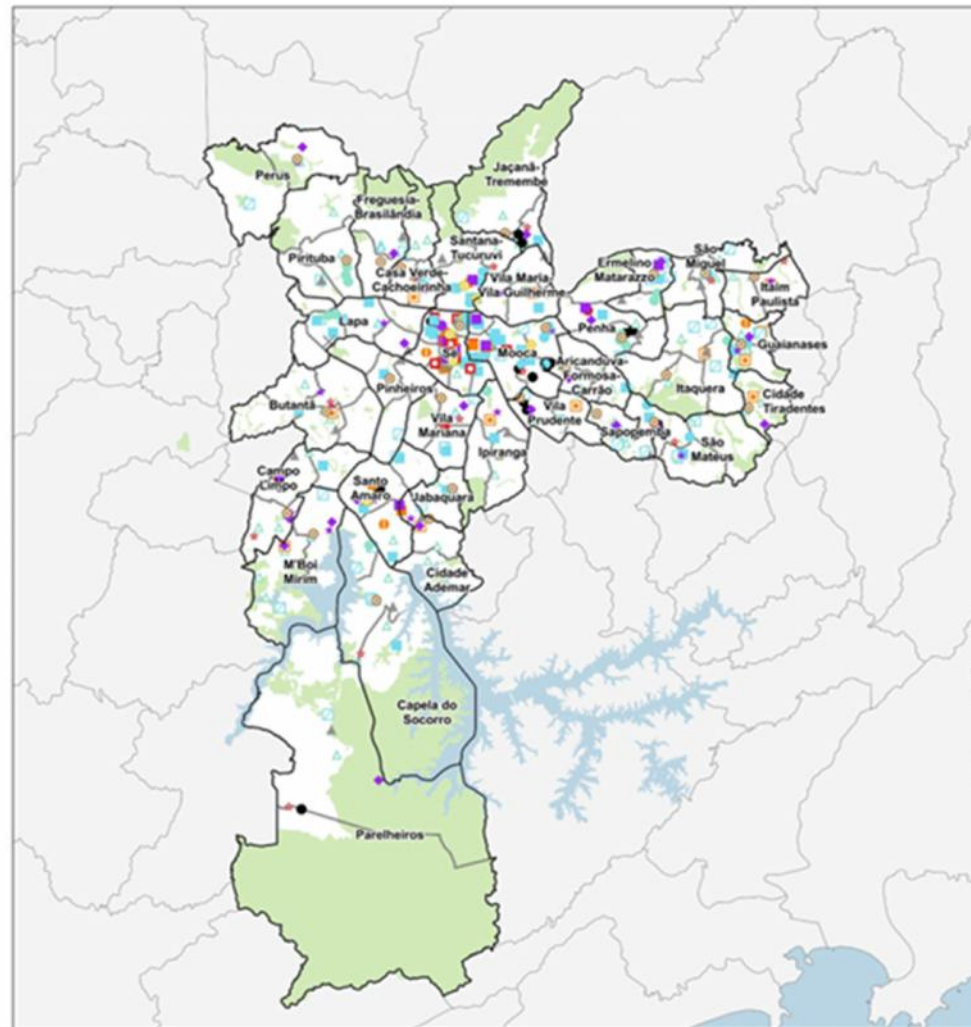 Jaçanã-
Tremembé
Perus
Freguesia-
Brasilândia
Santana-
Tucuruvi
São
Miguel
Pirituba
Casa Verde-
Cachoeirinha
Vila Maria-
Vila Guilherme
Ermelino
Matarazzo
Itaim
Paulista
Lapa
Penha
Sé
Mooca
Guaianases
Aricanduva-
Formosa-
Carrão
Pinheiros
Itaquera
Cidade
Tiradentes
Butantã
Vila
Mariana
Vila
Prudente
Sapopemba
São
Mateus
Ipiranga
Campo
Limpo
Santo
Amaro
Jabaquara
M'Boi
Mirim
Cidade
Ademar
Capela do
Socorro
Parelheiros